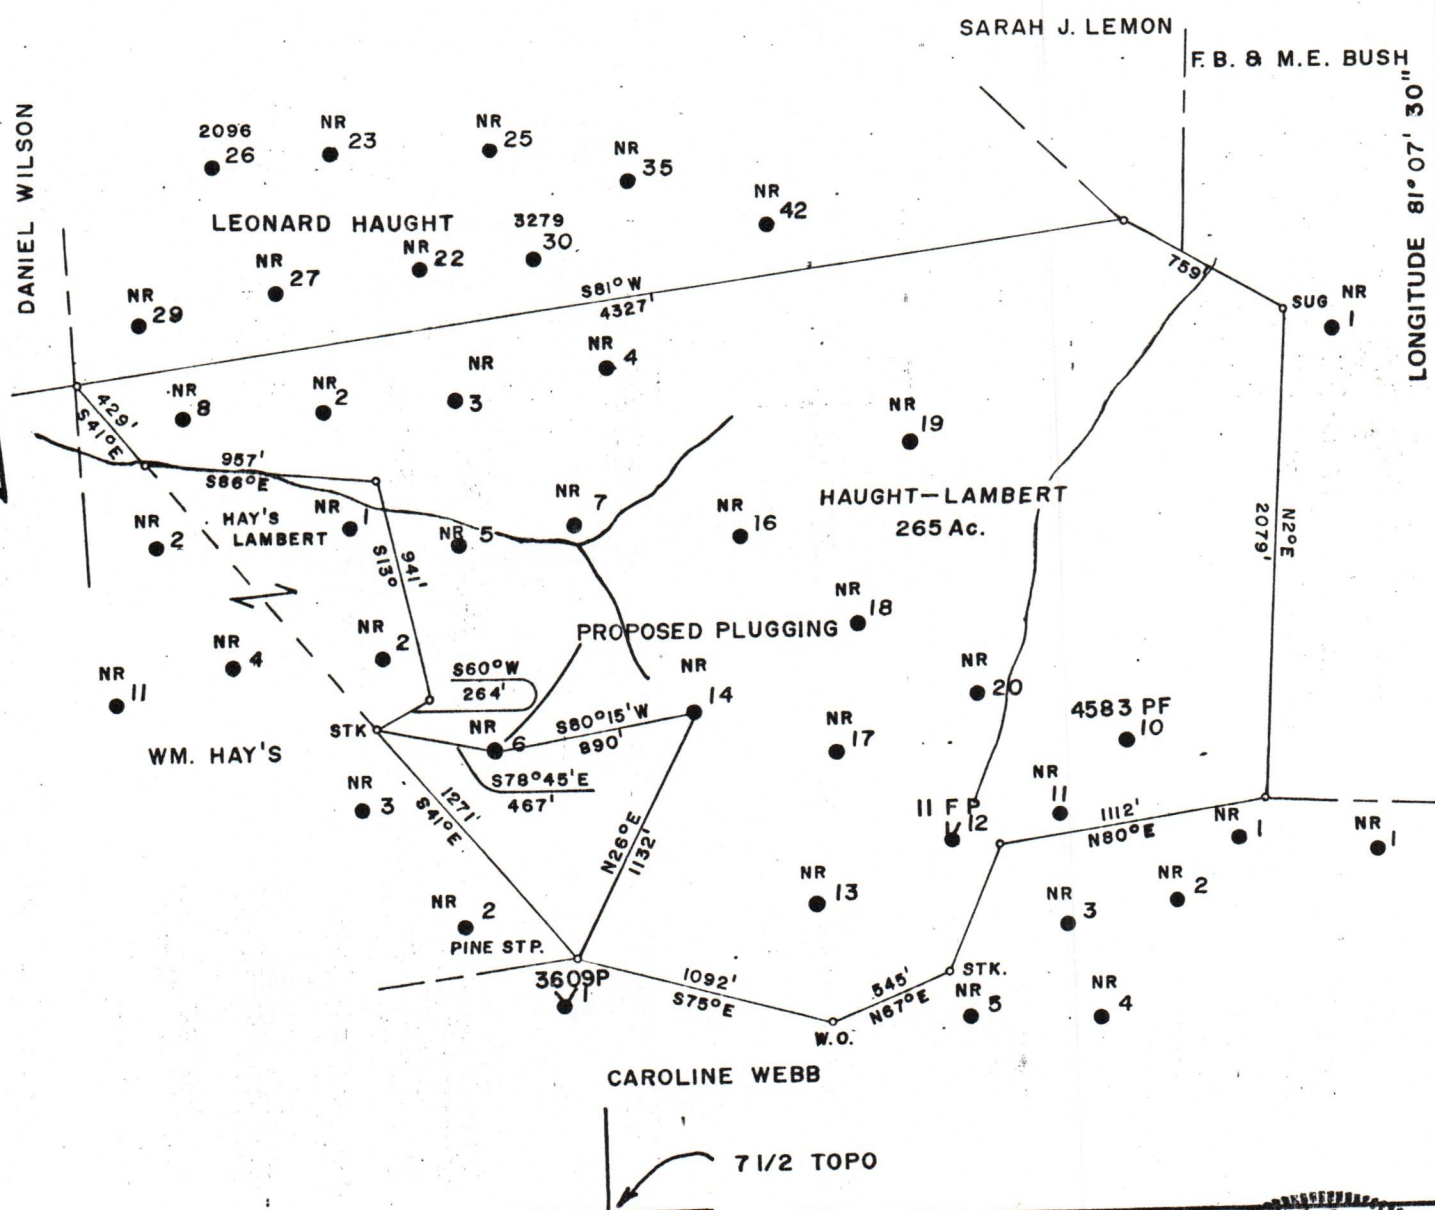 SARAH J. LEMON
F.B. & M.E. BUSH
LONGITUDE 81°07' 30"
DANIEL WILSON
2096
26
NR
23
NR
25
NR
35
NR
42
LEONARD HAUGHT
3279
30
NR
22
NR
27
NR
29
S81°W
4327'
759'
SUG
NR
1
NR
4
NR
3
NR
2
NR
8
429'
S41°E
957'
S86°E
NR
19
HAUGHT-LAMBERT
265 Ac.
NR
7
NR
16
NR
5
NR
1
HAY'S
LAMBERT
NR
2
941'
S13°
N2°E
2079'
NR
18
PROPOSED PLUGGING
NR
2
NR
4
NR
11
S60°W
264'
NR
14
NR
20
4583 PF
10
STK
NR
6
S80°15'W
890'
NR
17
WM. HAY'S
S78°45'E
467'
NR
3
1271'
S41°E
N26°E
1132'
11 F P
12
NR
11
1112'
N80°E
NR
1
NR
1
NR
13
NR
2
NR
3
NR
2
PINE STP.
3609P
1
1092'
S75°E
545'
N67°E
STK.
NR
5
NR
4
W.O.
CAROLINE WEBB
7 1/2 TOPO